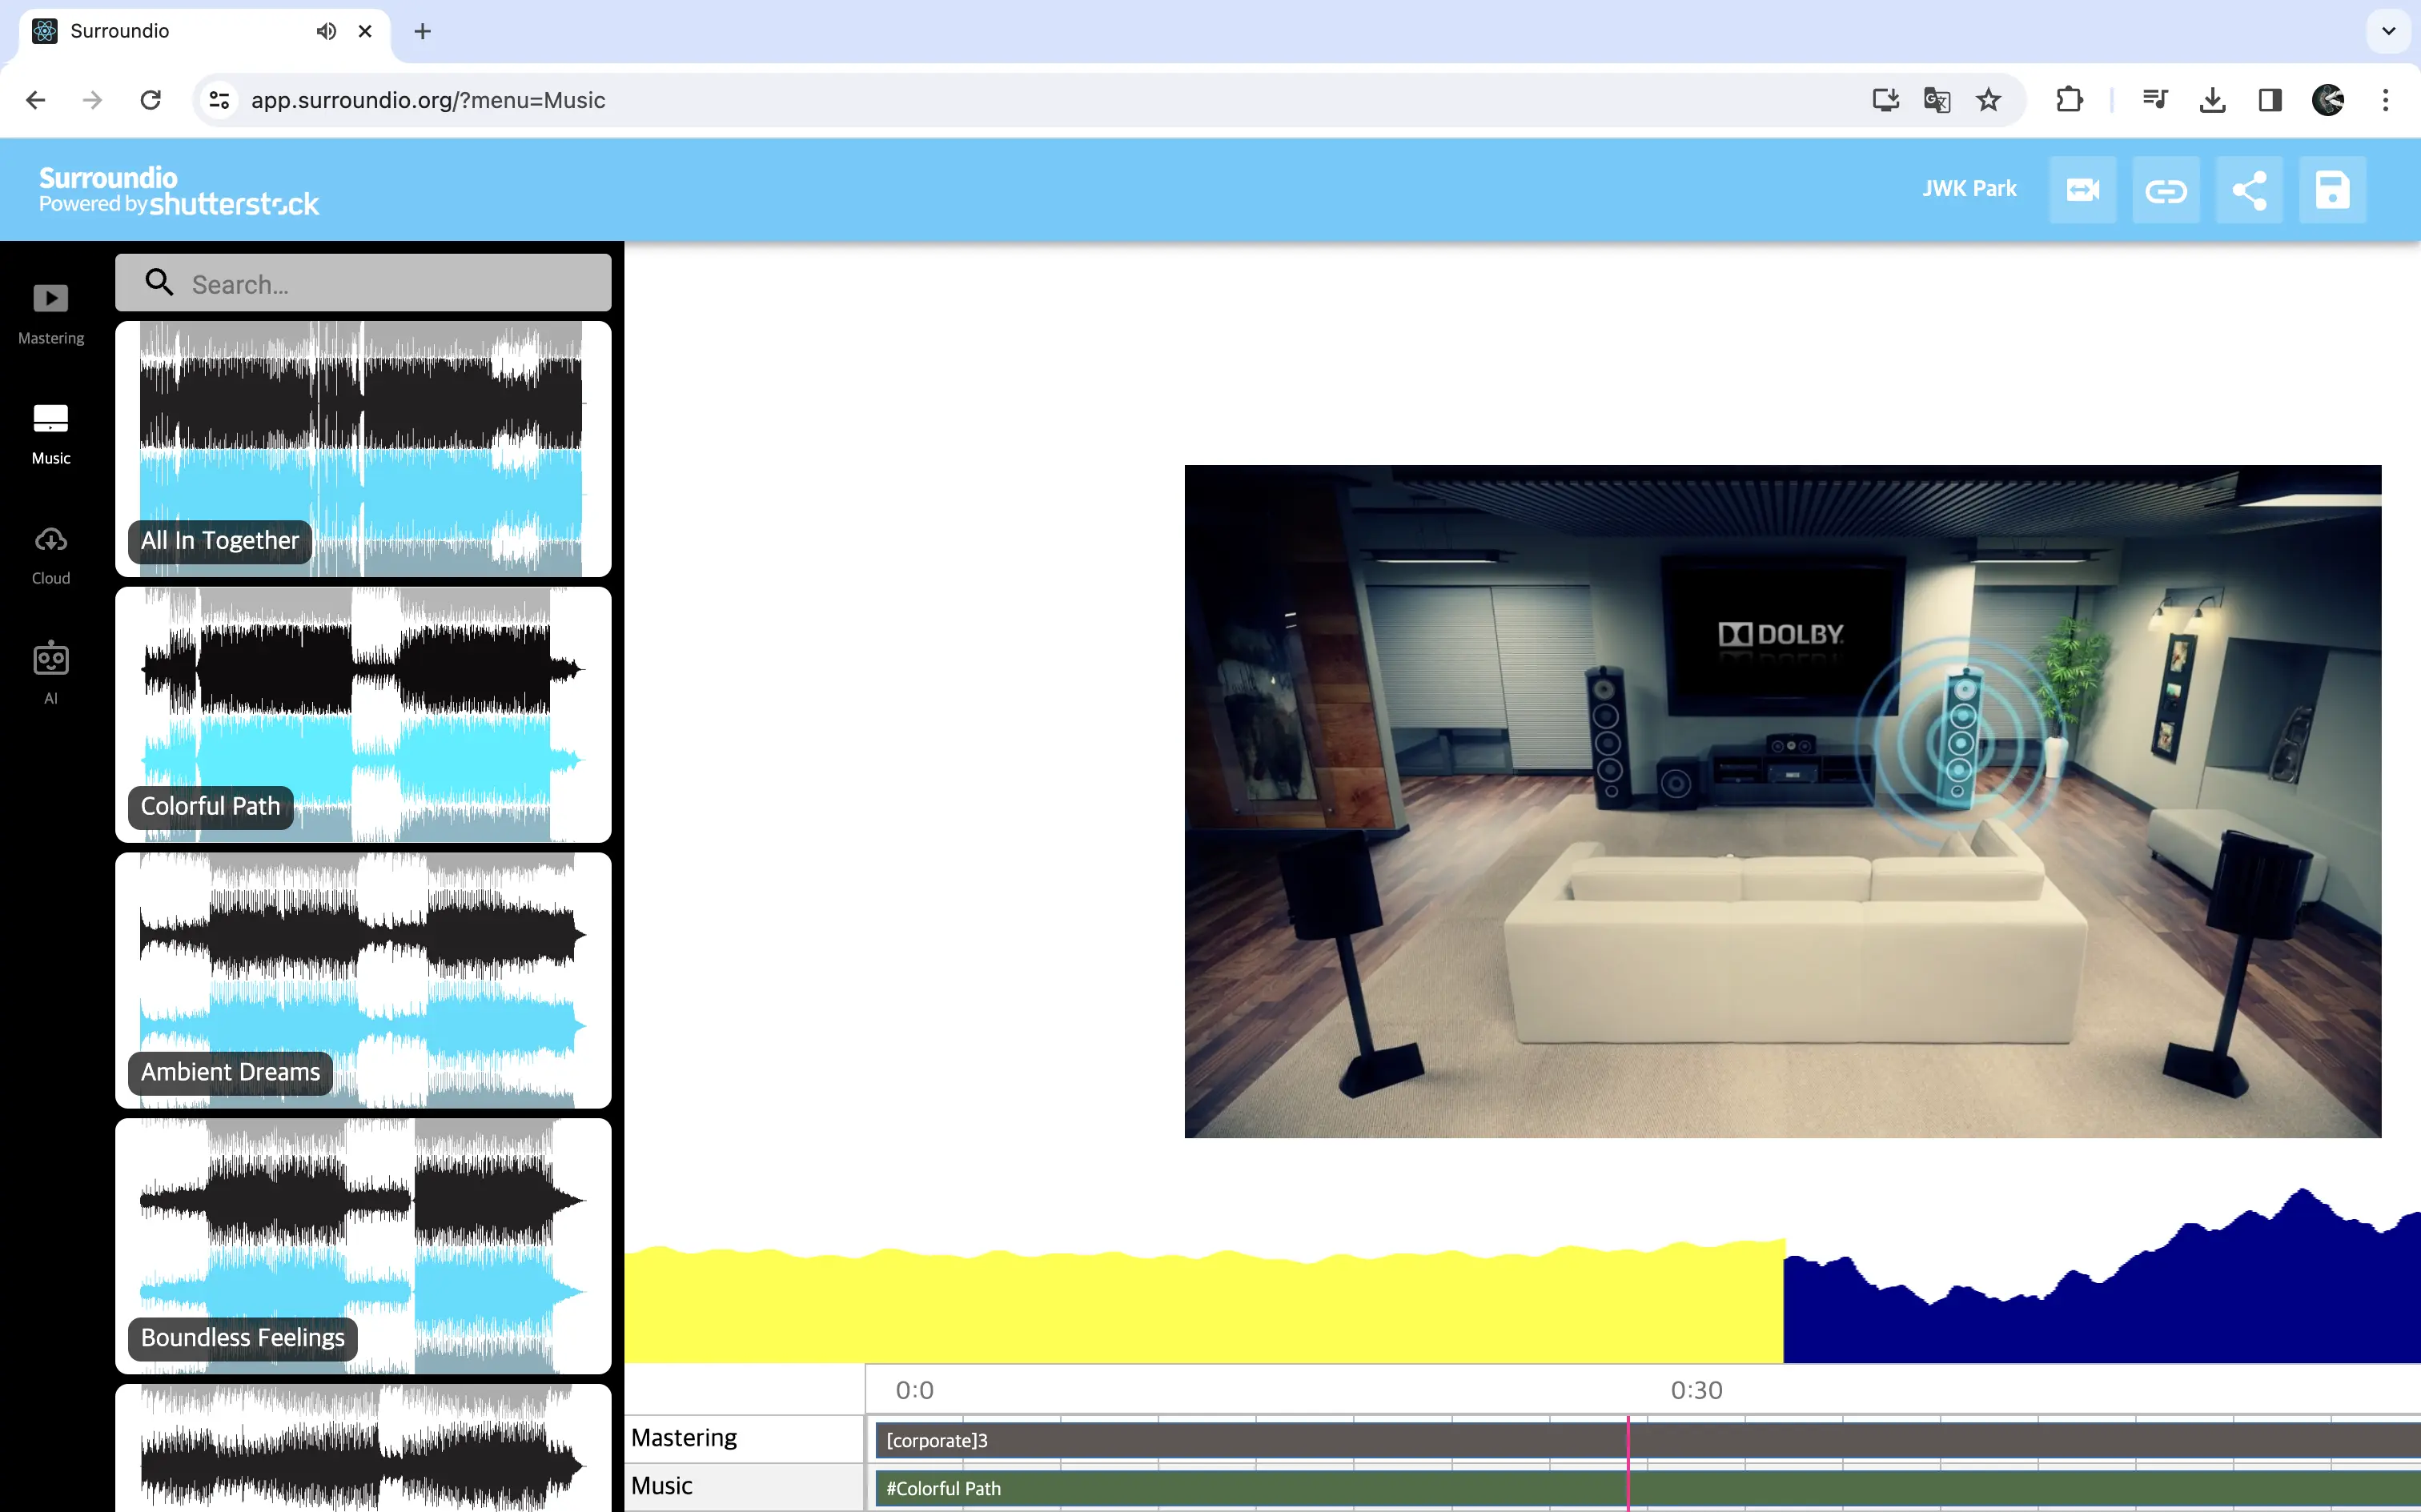 Surroundio
app.surroundio.org/?menu=Music
Surroundio
Powered by shutterstock
JWK Park
Search...
Mastering
Music
Cloud
AI
All In Together
Colorful Path
Ambient Dreams
Boundless Feelings
DOLBY
0:0
0:30
Mastering
[corporate]3
Music
#Colorful Path